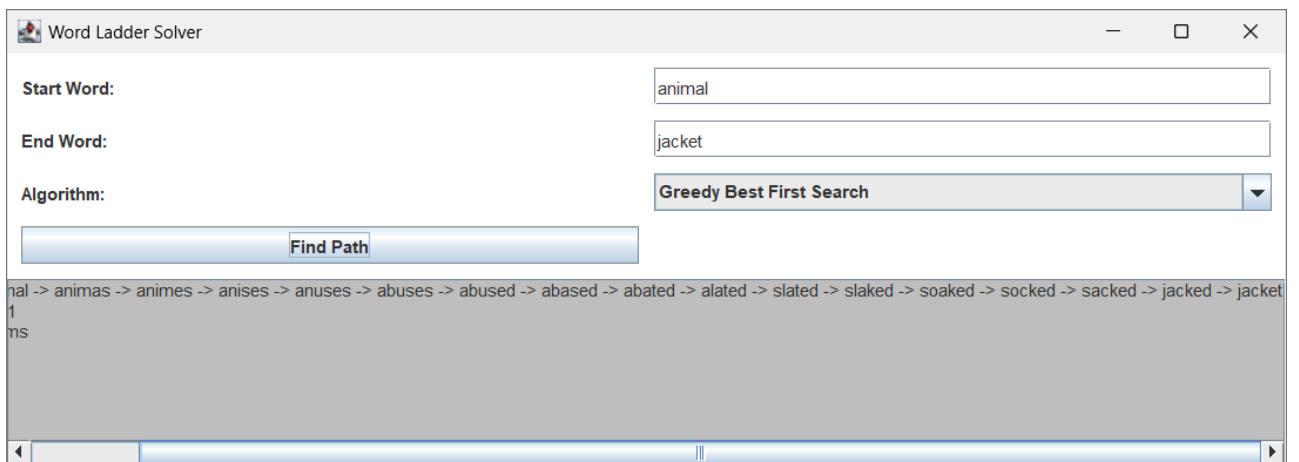 Word Ladder Solver
Start Word:
animal
End Word:
jacket
Algorithm:
Greedy Best First Search
Find Path
nal -> animas -> animes -> anises -> anuses -> abuses -> abused -> abased -> abated -> alated -> slated -> slaked -> soaked -> socked -> sacked -> jacked -> jacket
1
ms